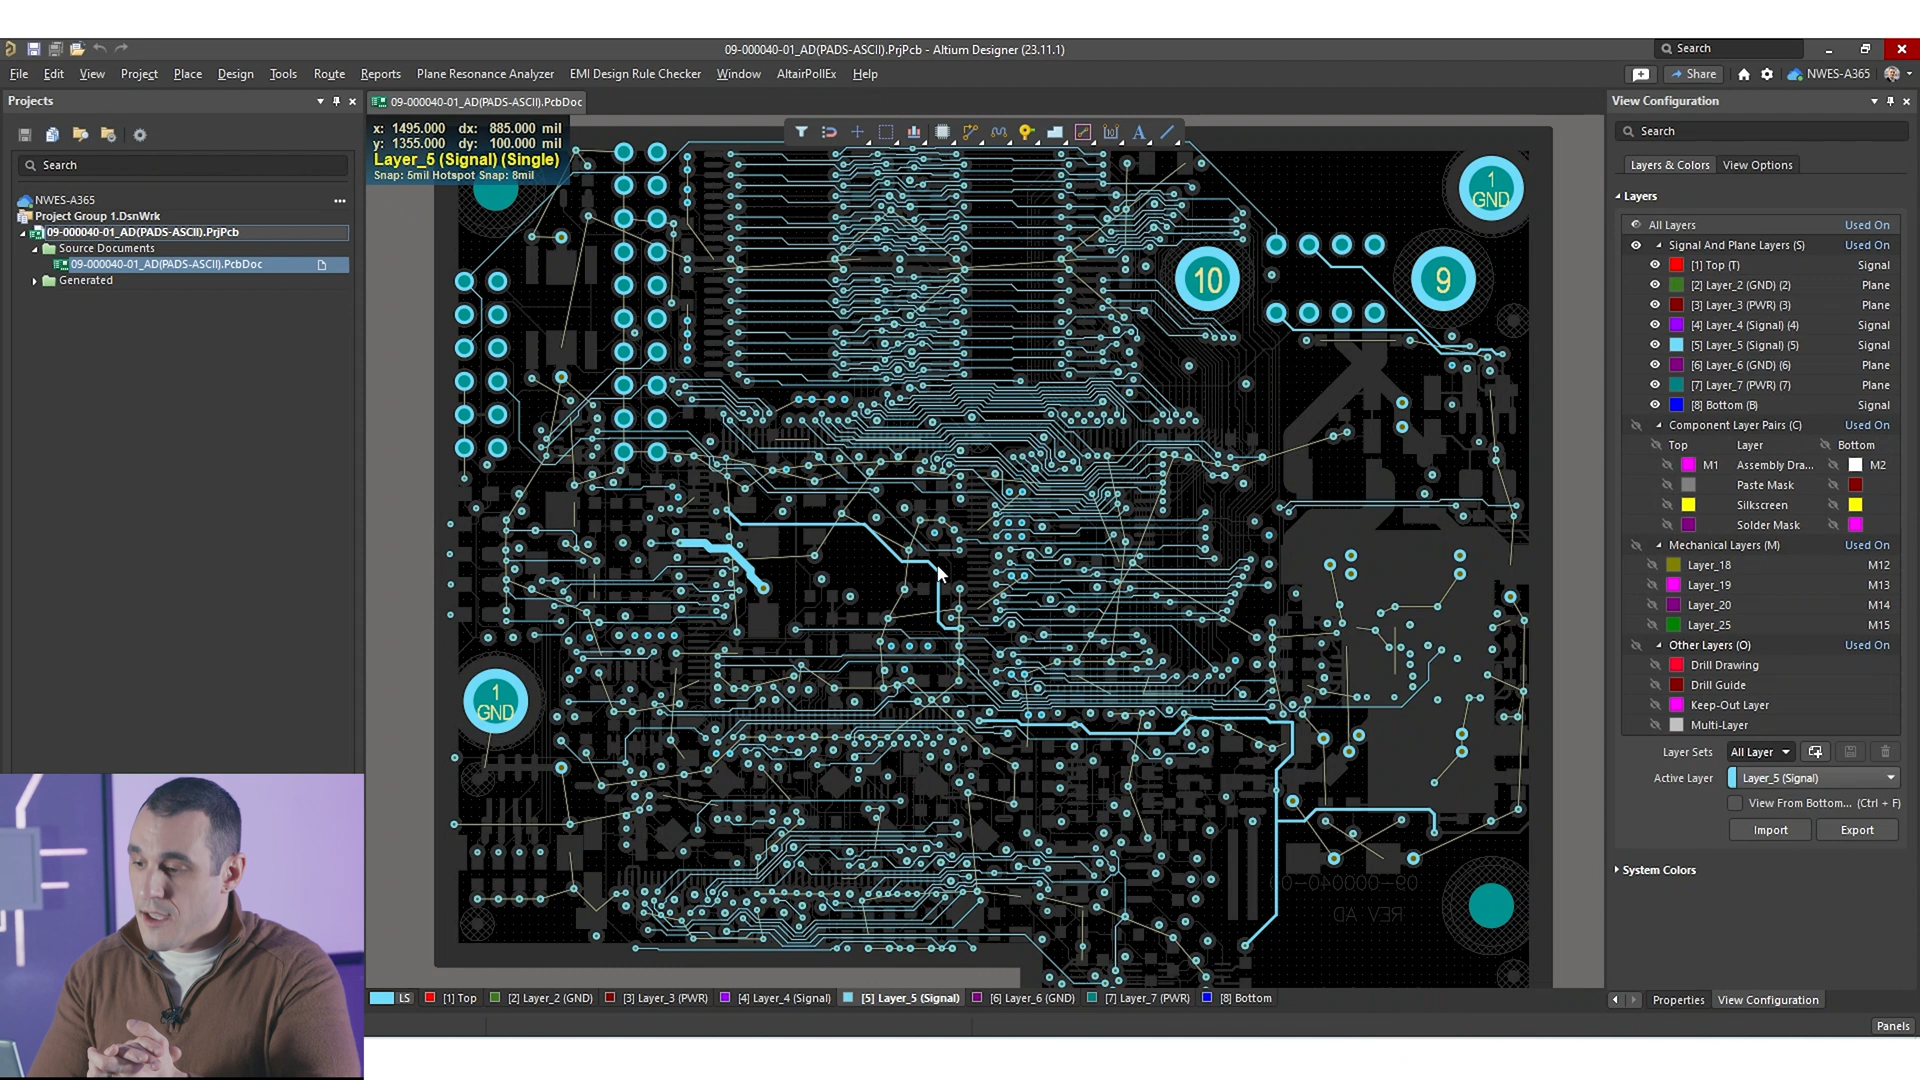 09-000040-01_AD(PADS-ASCII).PrjPcb - Altium Designer (23.11.1)
Search
File Edit View Project Place Design Tools Route Reports Plane Resonance Analyzer EMI Design Rule Checker Window AltairPollEx Help
Share
NWES-A365
Projects
Search
NWES-A365
Project Group 1.DsnWrk
09-000040-01_AD(PADS-ASCII).PrjPcb
Source Documents
09-000040-01_AD(PADS-ASCII).PcbDoc
Generated
09-000040-01_AD(PADS-ASCII).PcbDoc
x: 1495.000 dx: 885.000 mil
y: 1355.000 dy: 100.000 mil
Layer_5 (Signal) (Single)
Snap: 5mil Hotspot Snap: 8mil
1
GND
10
9
1
GND
09-000040-00
REV AD
LS [1] Top [2] Layer_2 (GND) [3] Layer_3 (PWR) [4] Layer_4 (Signal) [5] Layer_5 (Signal) [6] Layer_6 (GND) [7] Layer_7 (PWR) [8] Bottom
View Configuration
Search
Layers & Colors View Options
Layers
All Layers Used On
Signal And Plane Layers (S) Used On
[1] Top (T) Signal
[2] Layer_2 (GND) (2) Plane
[3] Layer_3 (PWR) (3) Plane
[4] Layer_4 (Signal) (4) Signal
[5] Layer_5 (Signal) (5) Signal
[6] Layer_6 (GND) (6) Plane
[7] Layer_7 (PWR) (7) Plane
[8] Bottom (B) Signal
Component Layer Pairs (C) Used On
Top Layer Bottom
M1 Assembly Dra... M2
Paste Mask
Silkscreen
Solder Mask
Mechanical Layers (M) Used On
Layer_18 M12
Layer_19 M13
Layer_20 M14
Layer_25 M15
Other Layers (O) Used On
Drill Drawing
Drill Guide
Keep-Out Layer
Multi-Layer
Layer Sets All Layer
Active Layer Layer_5 (Signal)
View From Bottom... (Ctrl + F)
Import Export
System Colors
Properties View Configuration
Panels